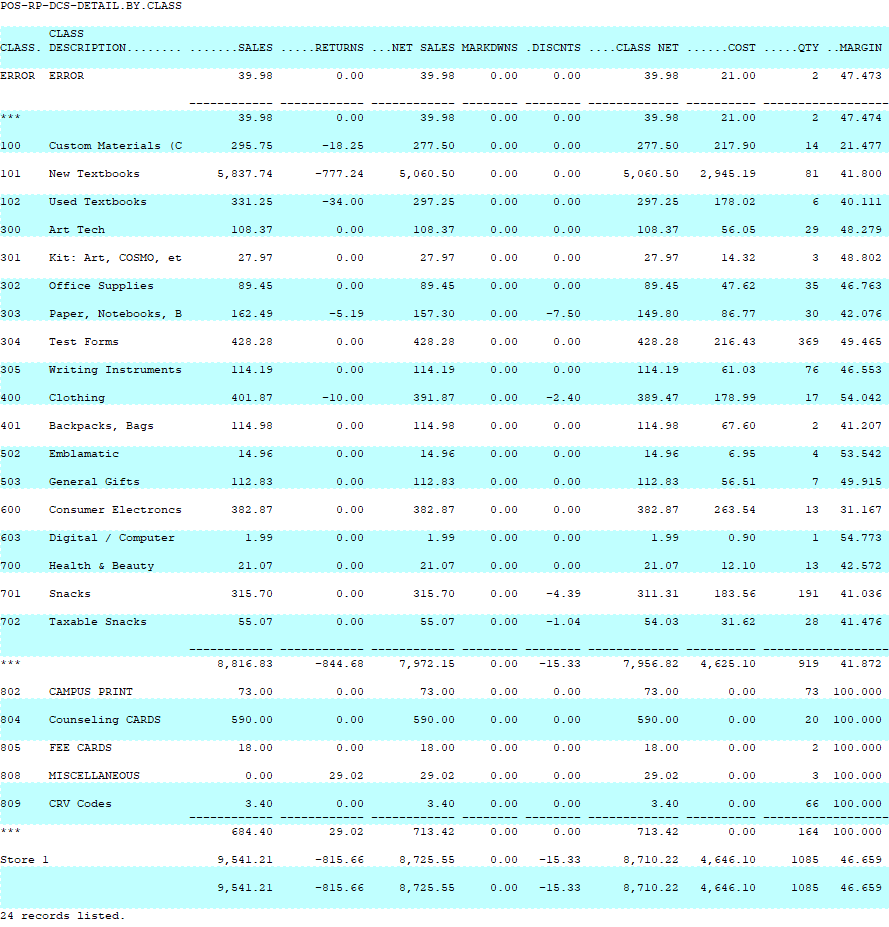 POS-RP-DCS-DETAIL.BY.CLASS
CLASS
CLASS. DESCRIPTION........ .......SALES .....RETURNS ...NET SALES MARKDWNS .DISCNTS ....CLASS NET ......COST .....QTY ..MARGIN
ERROR ERROR 39.98 0.00 39.98 0.00 0.00 39.98 21.00 2 47.473
------------ ------------ ------------ -------- -------- ------------ ---------- ------------------
*** 39.98 0.00 39.98 0.00 0.00 39.98 21.00 2 47.474
100 Custom Materials (C 295.75 -18.25 277.50 0.00 0.00 277.50 217.90 14 21.477
101 New Textbooks 5,837.74 -777.24 5,060.50 0.00 0.00 5,060.50 2,945.19 81 41.800
102 Used Textbooks 331.25 -34.00 297.25 0.00 0.00 297.25 178.02 6 40.111
300 Art Tech 108.37 0.00 108.37 0.00 0.00 108.37 56.05 29 48.279
301 Kit: Art, COSMO, et 27.97 0.00 27.97 0.00 0.00 27.97 14.32 3 48.802
302 Office Supplies 89.45 0.00 89.45 0.00 0.00 89.45 47.62 35 46.763
303 Paper, Notebooks, B 162.49 -5.19 157.30 0.00 -7.50 149.80 86.77 30 42.076
304 Test Forms 428.28 0.00 428.28 0.00 0.00 428.28 216.43 369 49.465
305 Writing Instruments 114.19 0.00 114.19 0.00 0.00 114.19 61.03 76 46.553
400 Clothing 401.87 -10.00 391.87 0.00 -2.40 389.47 178.99 17 54.042
401 Backpacks, Bags 114.98 0.00 114.98 0.00 0.00 114.98 67.60 2 41.207
502 Emblamatic 14.96 0.00 14.96 0.00 0.00 14.96 6.95 4 53.542
503 General Gifts 112.83 0.00 112.83 0.00 0.00 112.83 56.51 7 49.915
600 Consumer Electroncs 382.87 0.00 382.87 0.00 0.00 382.87 263.54 13 31.167
603 Digital / Computer 1.99 0.00 1.99 0.00 0.00 1.99 0.90 1 54.773
700 Health & Beauty 21.07 0.00 21.07 0.00 0.00 21.07 12.10 13 42.572
701 Snacks 315.70 0.00 315.70 0.00 -4.39 311.31 183.56 191 41.036
702 Taxable Snacks 55.07 0.00 55.07 0.00 -1.04 54.03 31.62 28 41.476
------------ ------------ ------------ -------- -------- ------------ ---------- ------------------
*** 8,816.83 -844.68 7,972.15 0.00 -15.33 7,956.82 4,625.10 919 41.872
802 CAMPUS PRINT 73.00 0.00 73.00 0.00 0.00 73.00 0.00 73 100.000
804 Counseling CARDS 590.00 0.00 590.00 0.00 0.00 590.00 0.00 20 100.000
805 FEE CARDS 18.00 0.00 18.00 0.00 0.00 18.00 0.00 2 100.000
808 MISCELLANEOUS 0.00 29.02 29.02 0.00 0.00 29.02 0.00 3 100.000
809 CRV Codes 3.40 0.00 3.40 0.00 0.00 3.40 0.00 66 100.000
------------ ------------ ------------ -------- -------- ------------ ---------- ------------------
*** 684.40 29.02 713.42 0.00 0.00 713.42 0.00 164 100.000
Store 1 9,541.21 -815.66 8,725.55 0.00 -15.33 8,710.22 4,646.10 1085 46.659
9,541.21 -815.66 8,725.55 0.00 -15.33 8,710.22 4,646.10 1085 46.659
24 records listed.